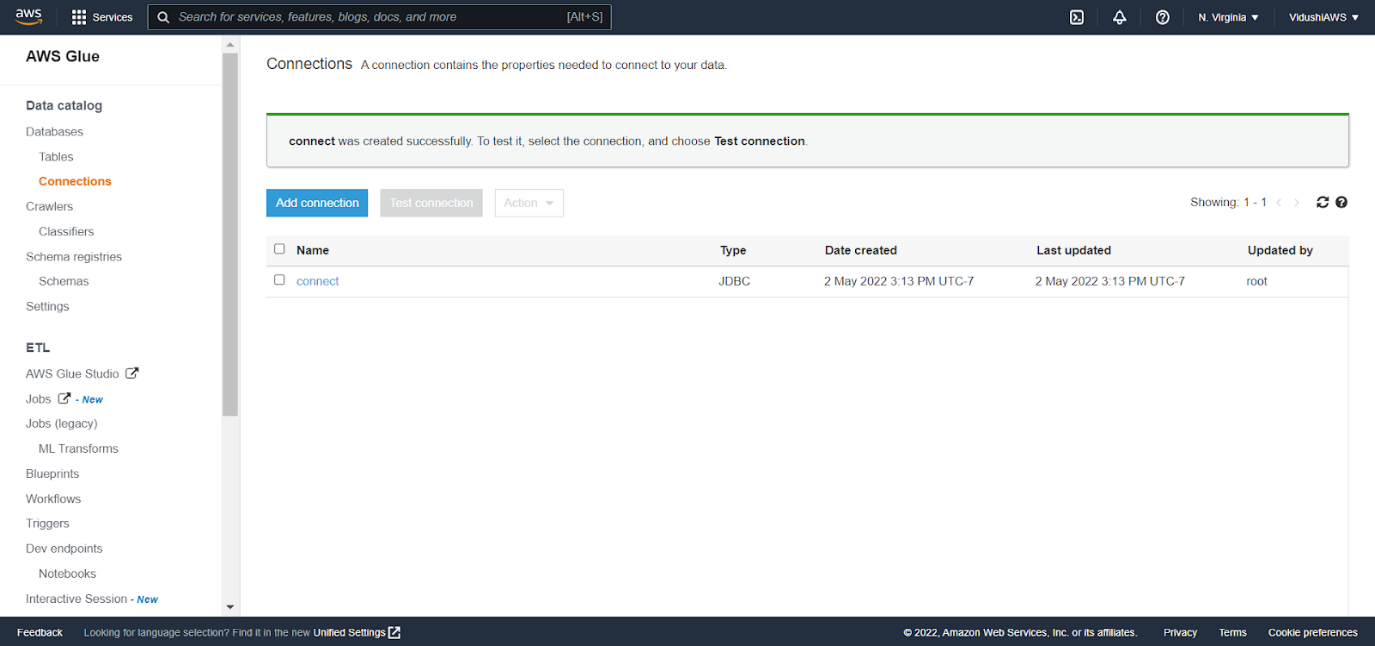 aws Services Search for services, features, blogs, docs, and more [Alt+S] N. Virginia VidushiAWS
AWS Glue
Data catalog
Databases
Tables
Connections
Crawlers
Classifiers
Schema registries
Schemas
Settings
ETL
AWS Glue Studio
Jobs - New
Jobs (legacy)
ML Transforms
Blueprints
Workflows
Triggers
Dev endpoints
Notebooks
Interactive Session - New
Connections A connection contains the properties needed to connect to your data.
connect was created successfully. To test it, select the connection, and choose Test connection.
Add connection Test connection Action Showing: 1 - 1
Name Type Date created Last updated Updated by
connect JDBC 2 May 2022 3:13 PM UTC-7 2 May 2022 3:13 PM UTC-7 root
Feedback Looking for language selection? Find it in the new Unified Settings © 2022, Amazon Web Services, Inc. or its affiliates. Privacy Terms Cookie preferences